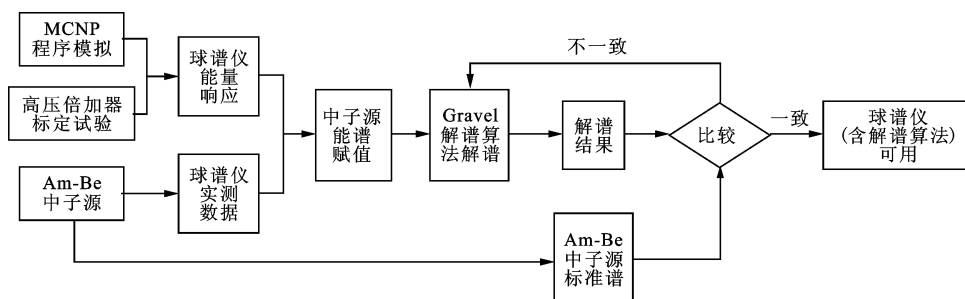 MCNP
程序模拟
高压倍加器
标定试验
球谱仪
能量
响应
Am-Be
中子源
球谱仪
实测
数据
中子源
能谱
赋值
Gravel
解谱算
法解谱
解谱
结果
不一致
比较
一致
球谱仪
(含解谱算法)
可用
Am-Be
中子源
标准谱